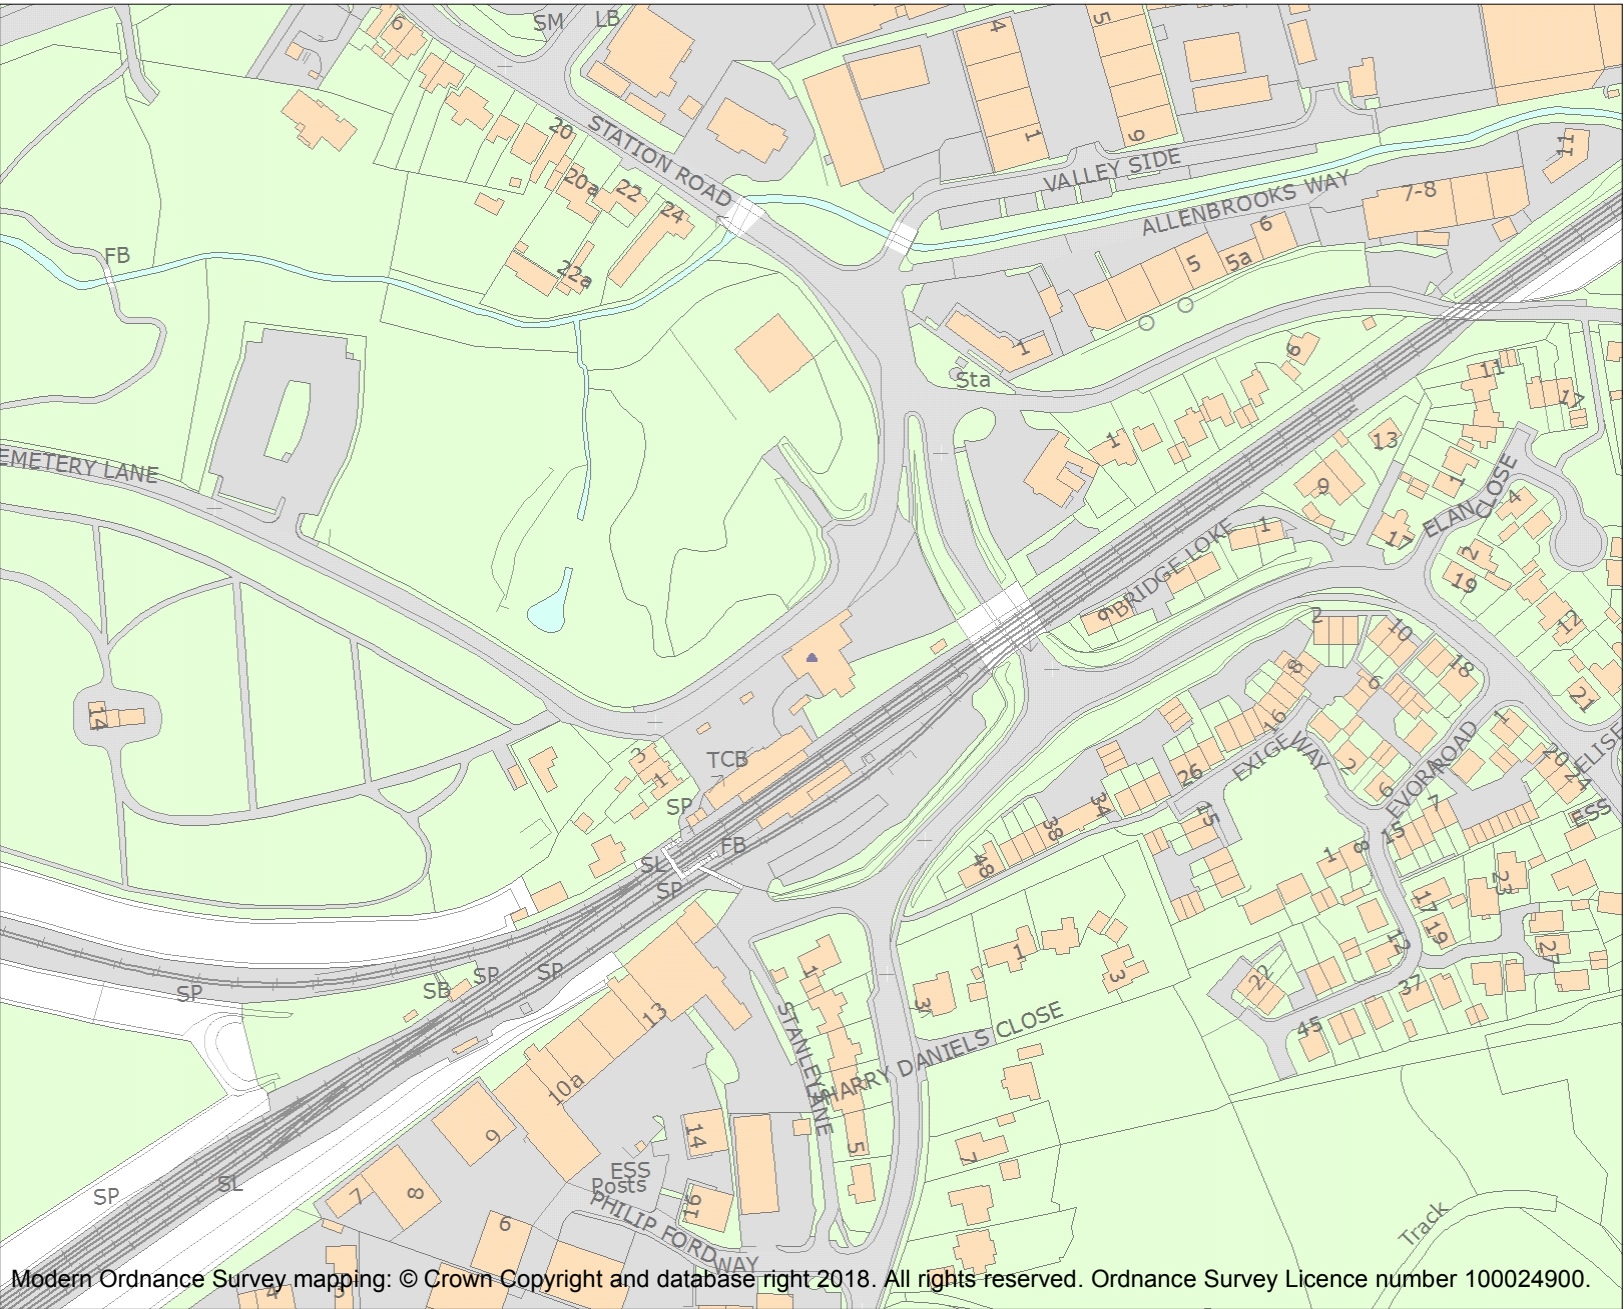 6
SM
LB
4
5
STATION ROAD
20
20a
22
24
22a
1
9
VALLEY SIDE
ALLENBROOKS WAY
11
7-8
6
5
5a
FB
1
Sta
6
1
11
17
13
9
1
17
ELAN CLOSE
4
2
19
12
EMETERY LANE
BRIDGE LOKE
1
9
2
10
18
8
6
16
21
14
3
1
TCB
SP
FB
SL
SP
26
EXIGE WAY
2
6
EVORA ROAD
2
1
20
24
ELISE
ESS
34
38
48
15
7
15
8
1
17
19
23
27
12
22
37
45
SP
SB
SP
SP
13
10a
1
STANLEY LANE
31
1
3
HARRY DANIELS CLOSE
5
7
9
14
ESS
Posts
16
PHILIP FORD WAY
SP
SL
7
8
6
4
5
Track
Modern Ordnance Survey mapping: © Crown Copyright and database right 2018. All rights reserved. Ordnance Survey Licence number 100024900.